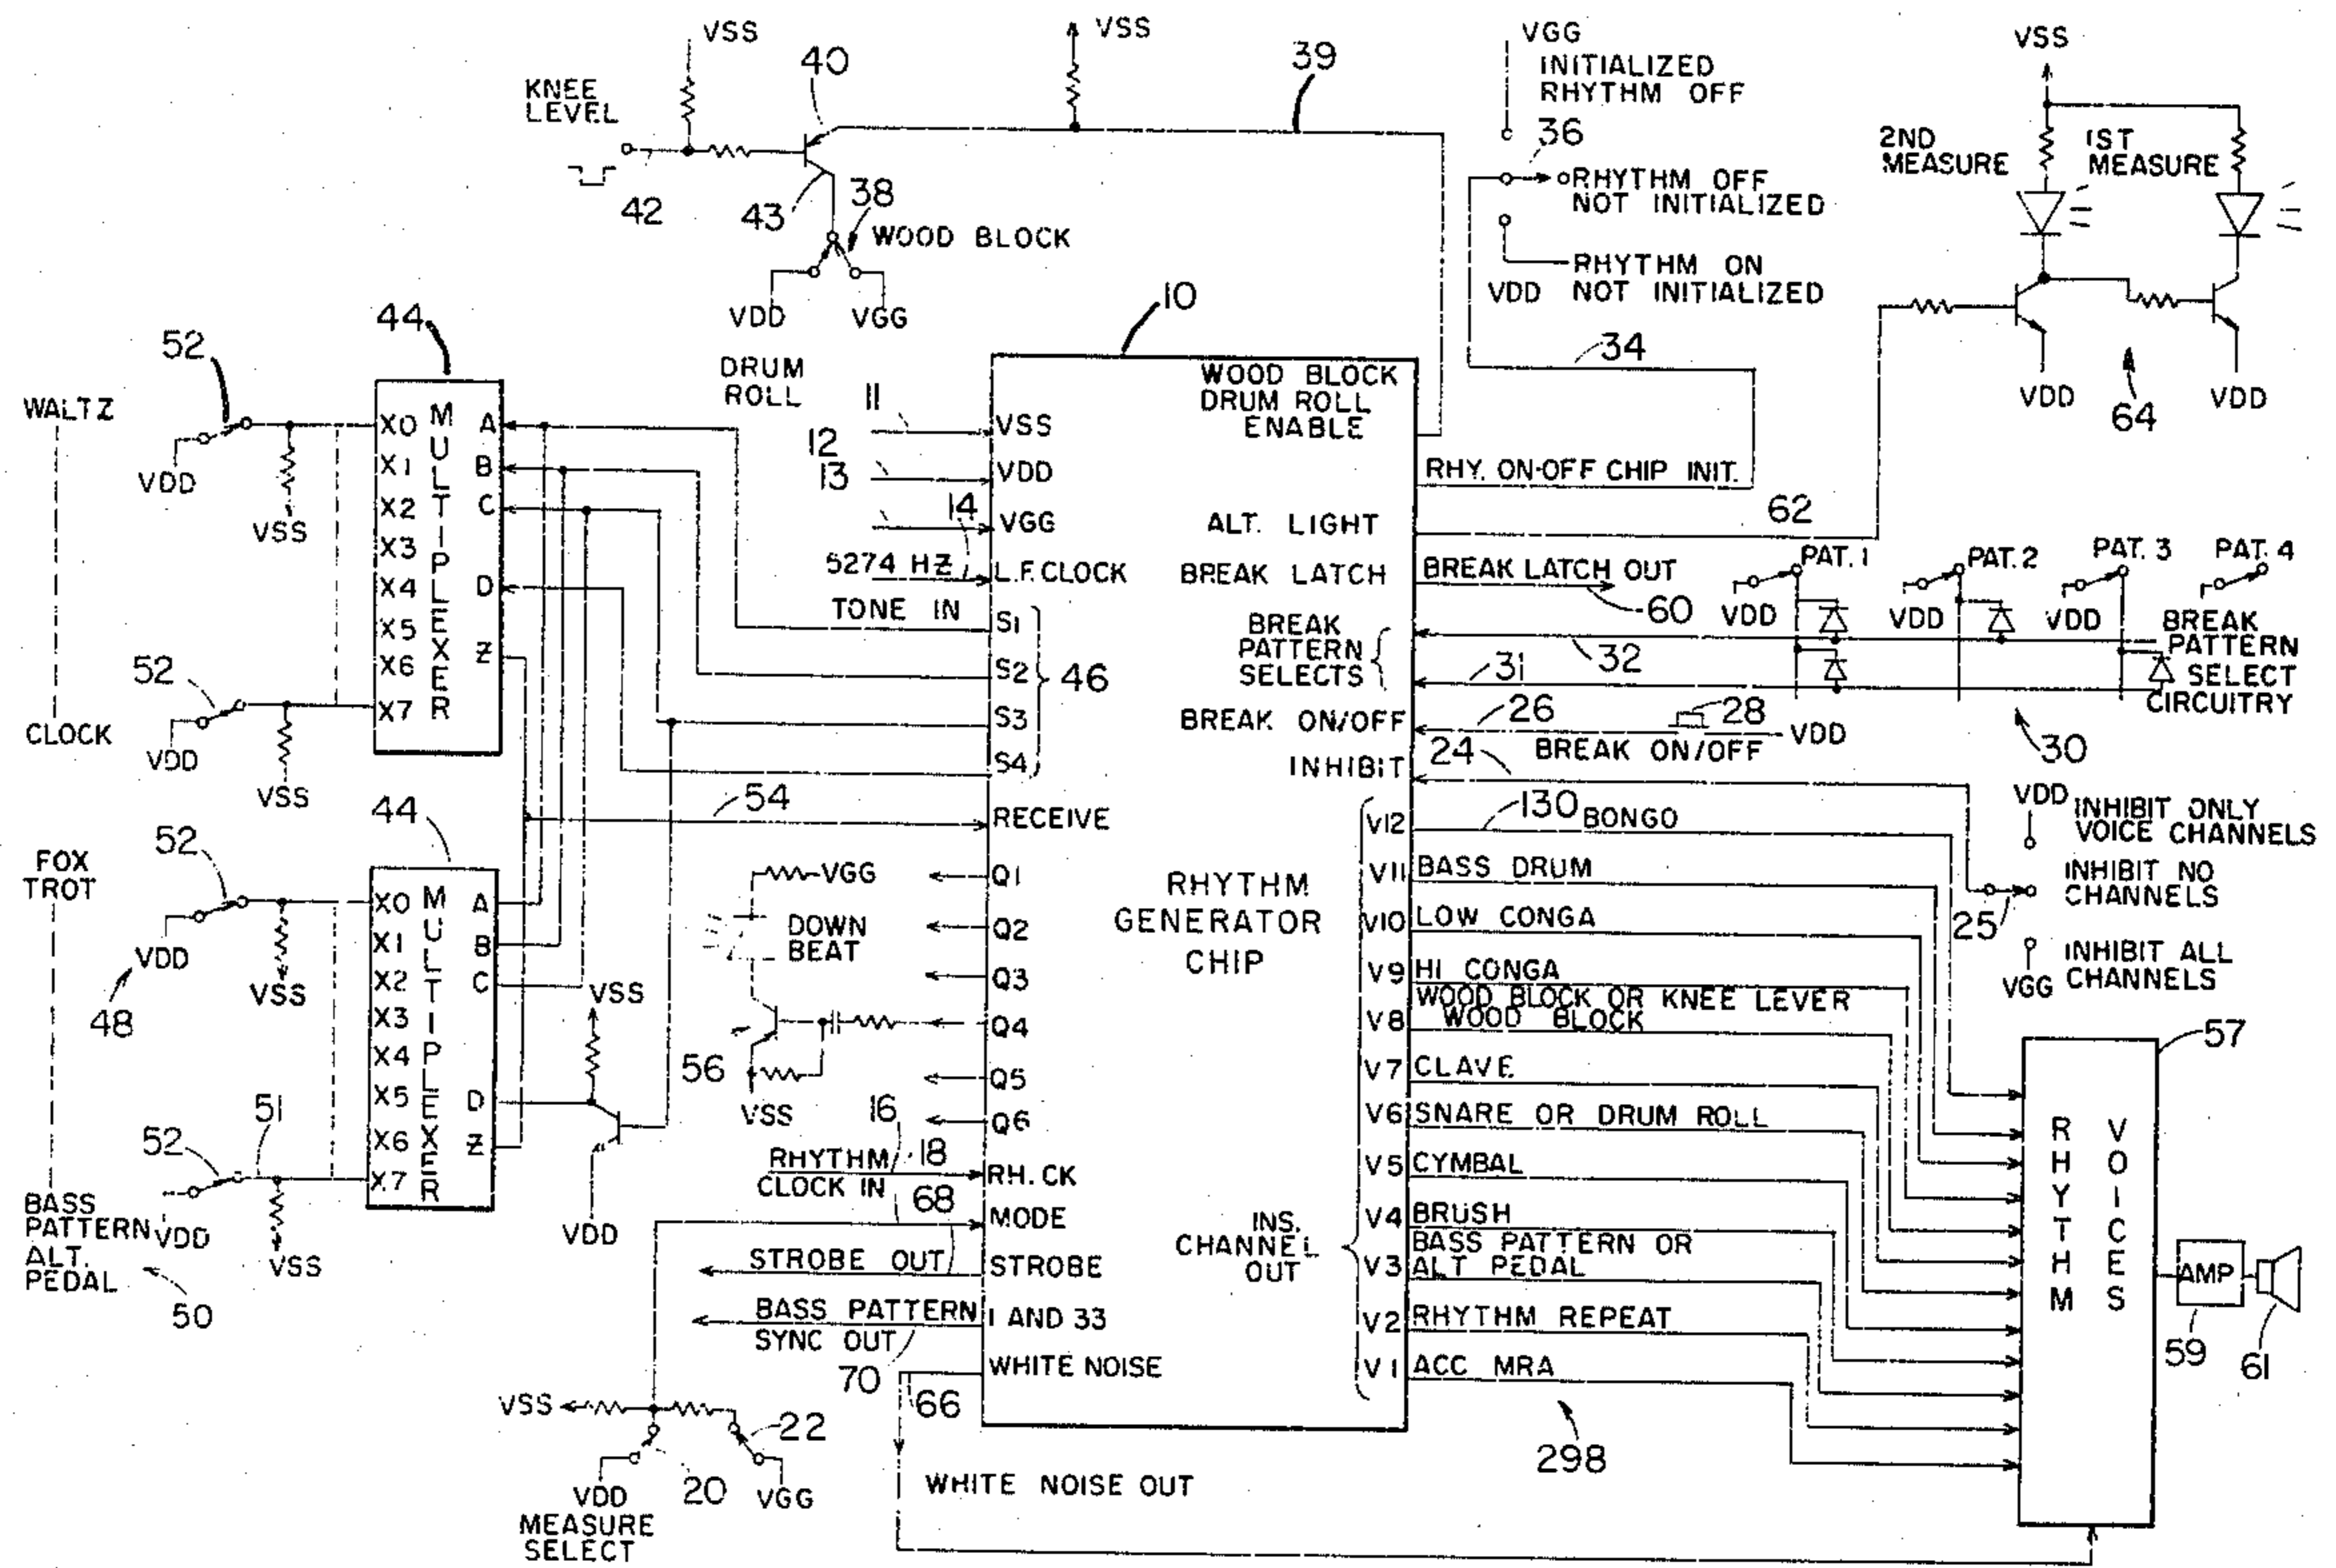 VSS
VSS
VGG
VSS
KNEE
LEVEL
40
39
INITIALIZED
RHYTHM OFF
36
2ND
MEASURE
1ST
MEASURE
42
43
38
WOOD BLOCK
VDD
VGG
DRUM
ROLL
RHYTHM OFF
NOT INITIALIZED
RHYTHM ON
VDD NOT INITIALIZED
34
VDD
64
VDD
WALTZ
CLOCK
52
VDD
VSS
52
VDD
VSS
44
X0
X1
X2
X3
X4
X5
X6
X7
MULTIPLEXER
A
B
C
D
Z
10
11
12
13
14
5274 HZ
TONE IN
VSS
VDD
VGG
L.F. CLOCK
S1
S2
S3
S4
46
54
RECEIVE
WOOD BLOCK
DRUM ROLL
ENABLE
RHY. ON-OFF CHIP INIT.
ALT. LIGHT
62
BREAK LATCH
BREAK LATCH OUT
60
BREAK
PATTERN
SELECTS
32
31
BREAK ON/OFF
26
28
VDD
BREAK ON/OFF
INHIBIT
24
PAT. 1
PAT. 2
PAT. 3
PAT. 4
VDD
VDD
VDD
BREAK
PATTERN
SELECT
CIRCUITRY
30
VDD
INHIBIT ONLY
VOICE CHANNELS
INHIBIT NO
CHANNELS
25
INHIBIT ALL
CHANNELS
VGG
FOX
TROT
BASS
PATTERN
ALT.
PEDAL
50
52
VDD
VSS
48
52
51
VDD
VSS
44
X0
X1
X2
X3
X4
X5
X6
X7
MULTIPLEXER
A
B
C
D
Z
VSS
VDD
VGG
DOWN
BEAT
56
VSS
Q1
Q2
Q3
Q4
Q5
Q6
RHYTHM
CLOCK IN
16
18
RH. CK
68
MODE
STROBE OUT
STROBE
BASS PATTERN
SYNC OUT
1 AND 33
70
WHITE NOISE
66
WHITE NOISE OUT
VSS
22
20
VDD
VGG
MEASURE
SELECT
RHYTHM
GENERATOR
CHIP
INS.
CHANNEL
OUT
V12
130
BONGO
V11
BASS DRUM
V10
LOW CONGA
V9
HI CONGA
WOOD BLOCK OR KNEE LEVER
V8
WOOD BLOCK
V7
CLAVE
V6
SNARE OR DRUM ROLL
V5
CYMBAL
V4
BRUSH
BASS PATTERN OR
V3
ALT PEDAL
V2
RHYTHM REPEAT
V1
ACC MRA
298
57
RHYTHM
VOICES
AMP
59
61